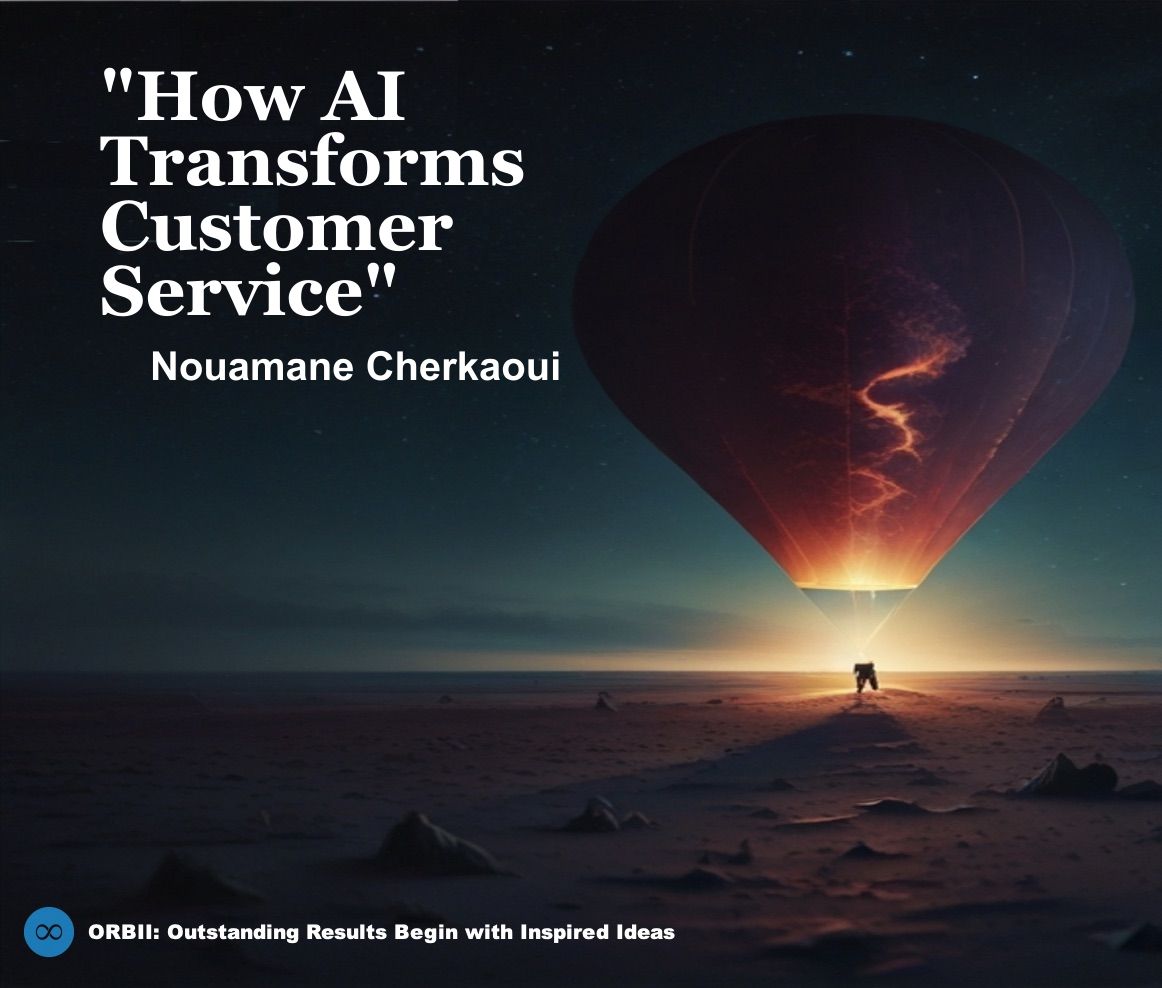 "How AI
Transforms
Customer
Service"
Nouamane Cherkaoui
ORBII: Outstanding Results Begin with Inspired Ideas